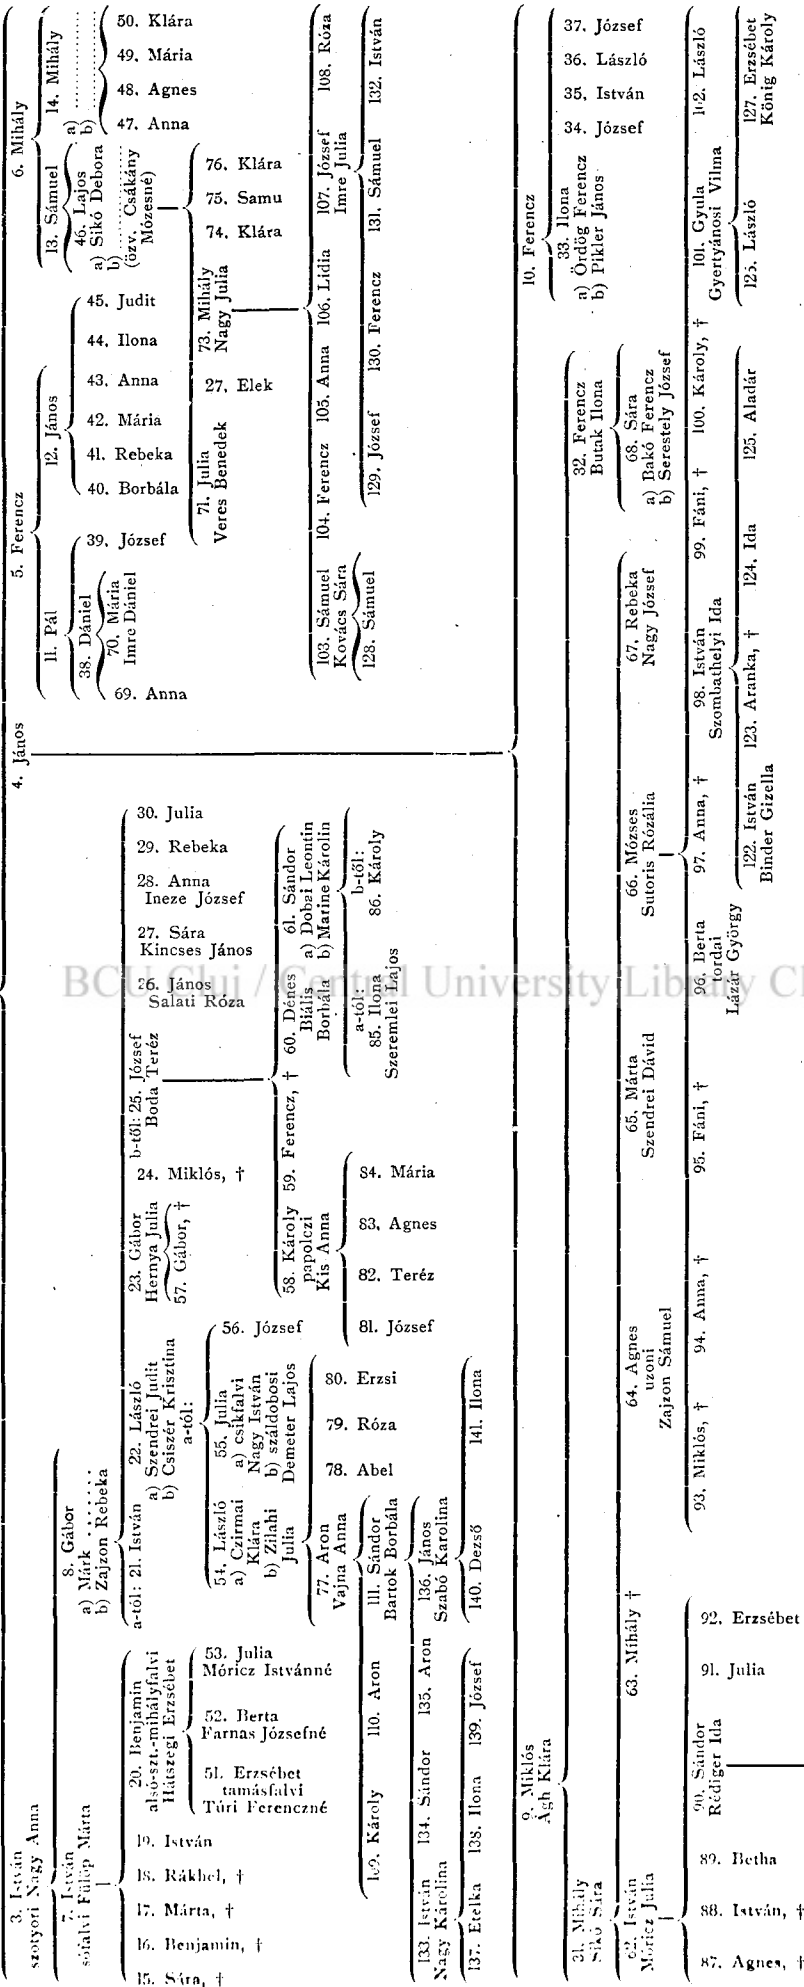 3. István
szotyori Nagy Anna
4. János
5. Ferencz
6. Mihály
7. István
sófalvi Fülöp Márta
8. Gábor
a) Márk ......
b) Zajzon Rebeka
11. Pál
12. János
13. Sámuel
14. Mihály
a) ............
b) ............
15. Sára, †
16. Benjamin, †
17. Márta, †
18. Rákhel, †
19. István
20. Benjamin
alsó-szt.-mihályfalvi
Hátszegi Erzsébet
a-tól: 21. István
22. László
a) Szendrei Judit
b) Csiszér Krisztina
a-tól:
23. Gábor
Hernya Julia
57. Gábor, †
24. Miklós, †
b-től: 25. József
Boda Teréz
26. János
Salati Róza
27. Sára
Kincses János
28. Anna
Incze József
29. Rebeka
30. Julia
38. Dániel
70. Mária
Imre Dániel
69. Anna
39. József
40. Borbála
41. Rebeka
42. Mária
43. Anna
44. Ilona
45. Judit
46. Lajos
a) Sikó Debora
b) ............
(özv. Csákány
Mózesné)
47. Anna
48. Agnes
49. Mária
50. Klára
51. Erzsébet
tamásfalvi
Túri Ferenczné
52. Berta
Farnas Józsefné
53. Julia
Móricz Istvánné
54. László
a) Czirmai
Klára
b) Zilahi
Julia
55. Julia
a) csikfalvi
Nagy István
b) száldobosi
Demeter Lajos
56. József
58. Károly
papolczi
Kis Anna
59. Ferencz, †
60. Dénes
Biális
Borbála
61. Sándor
a) Dobai Leontin
b) Marine Károlin
71. Julia
Veres Benedek
27. Elek
73. Mihály
Nagy Julia
74. Klára
75. Samu
76. Klára
77. Aron
Vajna Anna
78. Abel
79. Róza
80. Erzsi
81. József
82. Teréz
83. Agnes
84. Mária
a-tól:
85. Ilona
Szeremlei Lajos
b-től:
86. Károly
103. Sámuel
Kovács Sára
128. Sámuel
104. Ferencz
105. Anna
106. Lidia
107. József
Imre Julia
108. Róza
109. Károly
110. Aron
111. Sándor
Bartok Borbála
129. József
130. Ferencz
131. Sámuel
132. István
133. István
Nagy Károlina
134. Sándor
135. Aron
136. János
Szabó Karolina
137. Etelka
138. Ilona
139. József
140. Dezső
141. Ilona
9. Miklós
Ágh Klára
10. Ferencz
31. Mihály
Sikó Sára
32. Ferencz
Butak Ilona
33. Ilona
a) Ördög Ferencz
b) Pikler János
34. József
35. István
36. László
37. József
62. István
Móricz Julia
63. Mihály †
64. Agnes
uzoni
Zajzon Sámuel
65. Márta
Szendrei Dávid
66. Mózses
Sutoris Rózália
67. Rebeka
Nagy József
68. Sára
a) Bakó Ferencz
b) Serestely József
87. Agnes, †
88. István, †
89. Betha
90. Sándor
Rédiger Ida
91. Julia
92. Erzsébet
93. Miklós, †
94. Anna, †
95. Fáni, †
96. Berta
tordai
Lázár György
97. Anna, †
98. István
Szombathelyi Ida
99. Fáni, †
100. Károly, †
101. Gyula
Gyertyánosi Vilma
102. László
122. István
Binder Gizella
123. Aranka, †
124. Ida
125. Aladár
125. László
127. Erzsébet
König Károly
BCU Cluj / Central University Library Cl